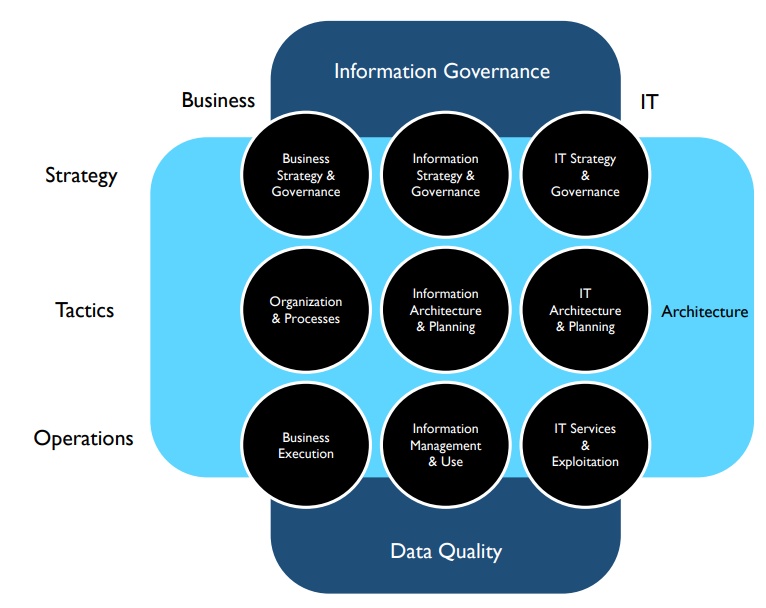 Information Governance
Business
IT
Strategy
Business
Strategy &
Governance
Information
Strategy &
Governance
IT Strategy
&
Governance
Tactics
Organization
& Processes
Information
Architecture
& Planning
IT
Architecture
& Planning
Architecture
Operations
Business
Execution
Information
Management
& Use
IT Services
&
Exploitation
Data Quality